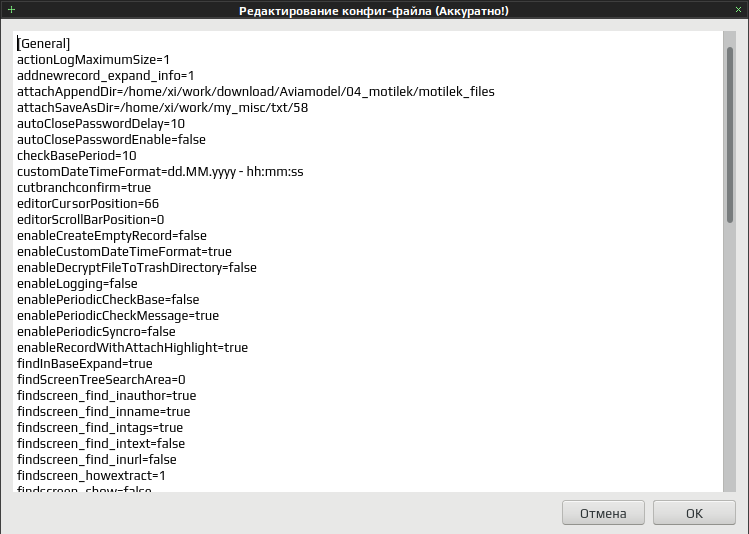 Редактирование конфиг-файла (Аккуратно!)
[General]
actionLogMaximumSize=1
addnewrecord_expand_info=1
attachAppendDir=/home/xi/work/download/Aviamodel/04_motilek/motilek_files
attachSaveAsDir=/home/xi/work/my_misc/txt/58
autoClosePasswordDelay=10
autoClosePasswordEnable=false
checkBasePeriod=10
customDateTimeFormat=dd.MM.yyyy - hh:mm:ss
cutbranchconfirm=true
editorCursorPosition=66
editorScrollBarPosition=0
enableCreateEmptyRecord=false
enableCustomDateTimeFormat=true
enableDecryptFileToTrashDirectory=false
enableLogging=false
enablePeriodicCheckBase=false
enablePeriodicCheckMessage=true
enablePeriodicSyncro=false
enableRecordWithAttachHighlight=true
findInBaseExpand=true
findScreenTreeSearchArea=0
findscreen_find_inauthor=true
findscreen_find_inname=true
findscreen_find_intags=true
findscreen_find_intext=false
findscreen_find_inurl=false
findscreen_howextract=1
findscreen_show=false
Отмена
OK